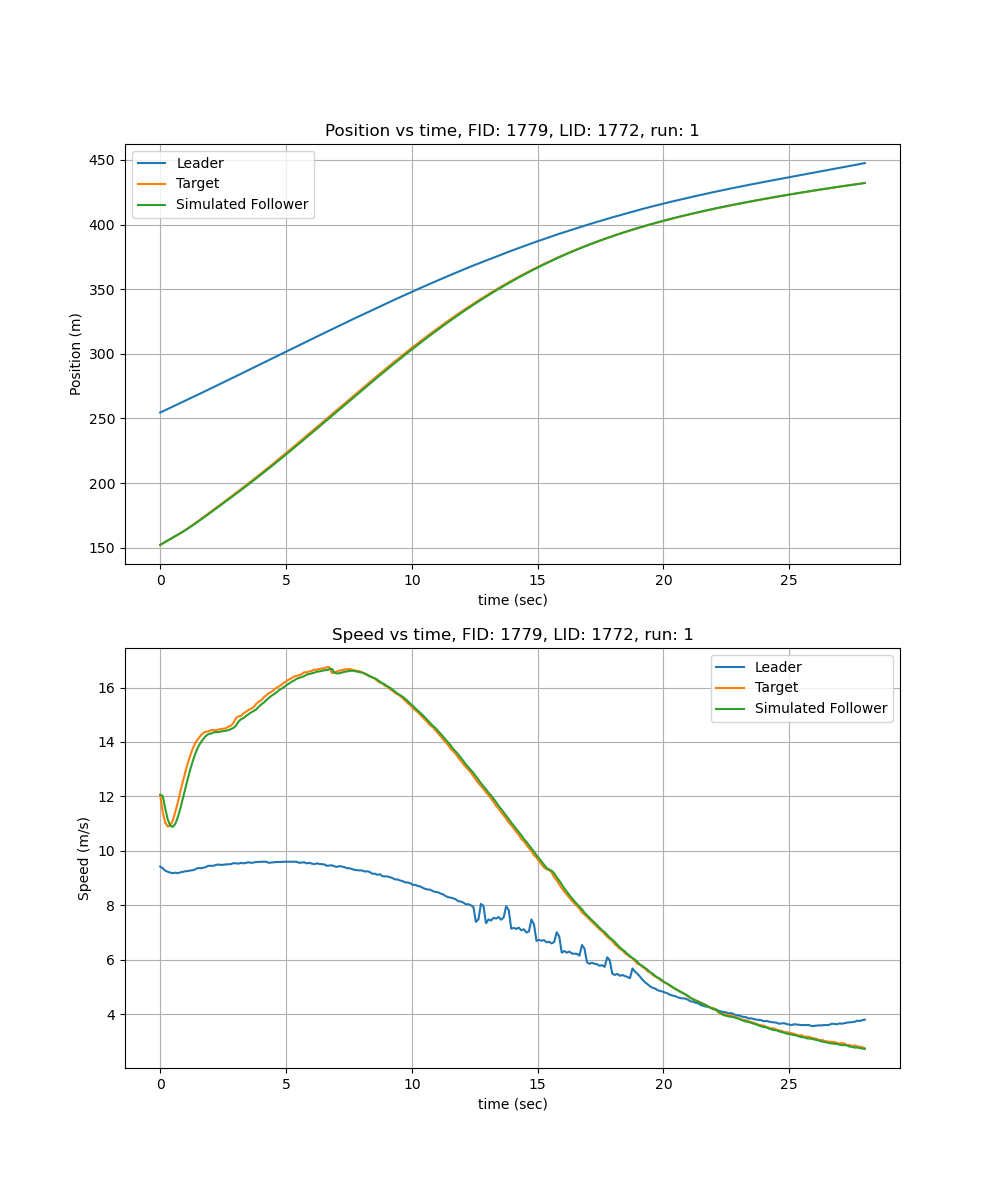 Position vs time, FID: 1779, LID: 1772, run: 1
Leader
Target
Simulated Follower
450
400
350
300
250
200
150
Position (m)
0 5 10 15 20 25
time (sec)
Speed vs time, FID: 1779, LID: 1772, run: 1
Leader
Target
Simulated Follower
16
14
12
10
8
6
4
Speed (m/s)
0 5 10 15 20 25
time (sec)